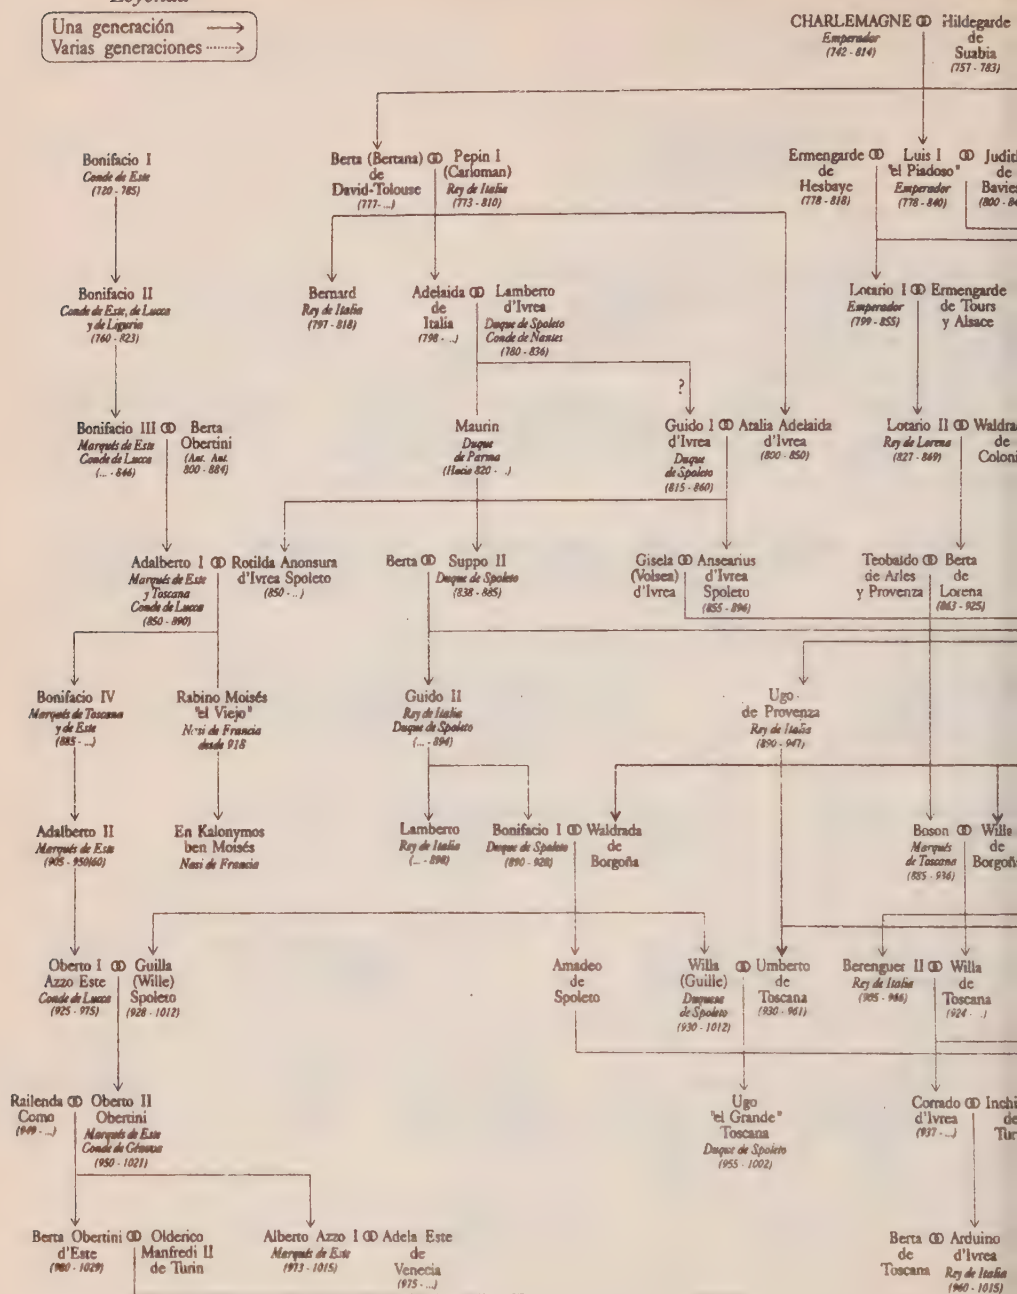 Leyenda
Una generación
Varias generaciones
CHARLEMAGNE ⚭ Hildegarde
Emperador
de
(742 - 814)
Suabia
(757 - 783)
Bonifacio I
Conde de Este
(720 - 785)
Berta (Bertana) ⚭ Pepin I
de
(Carloman)
David-Tolouse
Rey de Italia
(777- ...)
(773 - 810)
Ermengarde ⚭ Luis I ⚭
de
"el Piadoso"
de
Hesbaye
Emperador
(778 - 818)
(778 - 840)
Bonifacio II
Conde de Este, de Lucca
y de Liguria
(760 - 823)
Bernard
Rey de Italia
(797 - 818)
Adelaida ⚭ Lamberto
de
d'Ivrea
Italia
Duque de Spoleto
(798 - ...)
Conde de Nantes
(780 - 836)
Lotario I ⚭ Ermengarde
Emperador
de Tours
(799 - 855)
y Alsace
?
Bonifacio III ⚭ Berta
Marqués de Este
Obertini
Conde de Lucca
(Ant. Ant.
(... - 846)
800 - 884)
Maurin
Duque
de Parma
(Hacia 820 - ...)
Guido I ⚭ Atalia Adelaida
d'Ivrea
d'Ivrea
Duque
(800 - 850)
de Spoleto
(815 - 860)
Lotario II ⚭
Rey de Lorena
de
(827 - 869)
Adalberto I ⚭ Rotilda Anonsura
Marqués de Este
d'Ivrea Spoleto
y Toscana
(850 - ...)
Conde de Lucca
(850 - 890)
Berta ⚭ Suppo II
Duque de Spoleto
(838 - 885)
Gisela ⚭ Anscarius
(Volsea)
d'Ivrea
d'Ivrea
Spoleto
(855 - 896)
Teobaldo ⚭ Berta
de Arles
de
y Provenza
Lorena
(863 - 925)
Bonifacio IV
Marqués de Toscana
y de Este
(885 - ...)
Rabino Moisés
"el Viejo"
Nasi de Francia
desde 918
Guido II
Rey de Italia
Duque de Spoleto
(... - 894)
Ugo
de Provenza
Rey de Italia
(890 - 947)
Adalberto II
Marqués de Este
(905 - 950/60)
En Kalonymos
ben Moisés
Nasi de Francia
Lamberto
Rey de Italia
(... - 898)
Bonifacio I ⚭ Waldrada
Duque de Spoleto
de
(890 - 928)
Borgoña
Boson ⚭ Wille
Marqués
de
de Toscana
Borgoña
(885 - 936)
Oberto I ⚭ Guilla
Azzo Este
(Wille)
Conde de Lucca
Spoleto
(925 - 975)
(928 - 1012)
Amadeo
de
Spoleto
Willa ⚭ Umberto
(Guille)
de
Duquesa
Toscana
de Spoleto
(930 - 961)
(930 - 1012)
Berenguer II ⚭ Willa
Rey de Italia
de
Toscana
(924 - ...)
Railenda ⚭ Oberto II
Como
Obertini
(949 - ...)
Marqués de Este
Conde de Génova
(950 - 1021)
Ugo
"el Grande"
Toscana
Duque de Spoleto
(955 - 1002)
Corrado ⚭
d'Ivrea
(937 - ...)
Berta Obertini ⚭ Olderico
d'Este
Manfredi II
(980 - 1029)
de Turin
Alberto Azzo I ⚭ Adela Este
Marqués de Este
de
(973 - 1015)
Venecia
(975 - ...)
Berta ⚭ Arduino
de
d'Ivrea
Toscana
Rey de Italia
(960 - 1015)